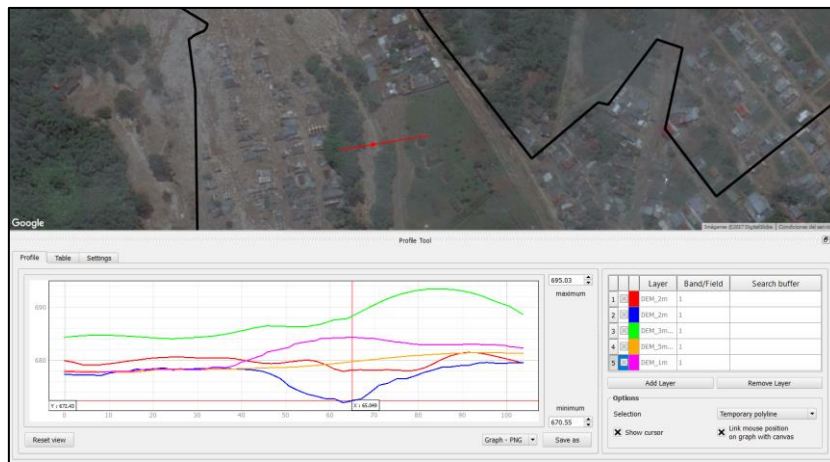 Google
Imágenes ©2017 DigitalGlobe | Condiciones del servicio
Profile Tool
Profile Table Settings
690
680
0 10 20 30 40 50 60 70 80 90 100
Y : 672.43
X : 65.049
695.03
maximum
minimum
670.55
Layer Band/Field Search buffer
1 DEM_2m 1
2 DEM_2m 1
3 DEM_3m... 1
4 DEM_5m... 1
5 DEM_1m 1
Add Layer Remove Layer
Options
Selection Temporary polyline
Show cursor
Link mouse position
on graph with canvas
Reset view
Graph - PNG
Save as